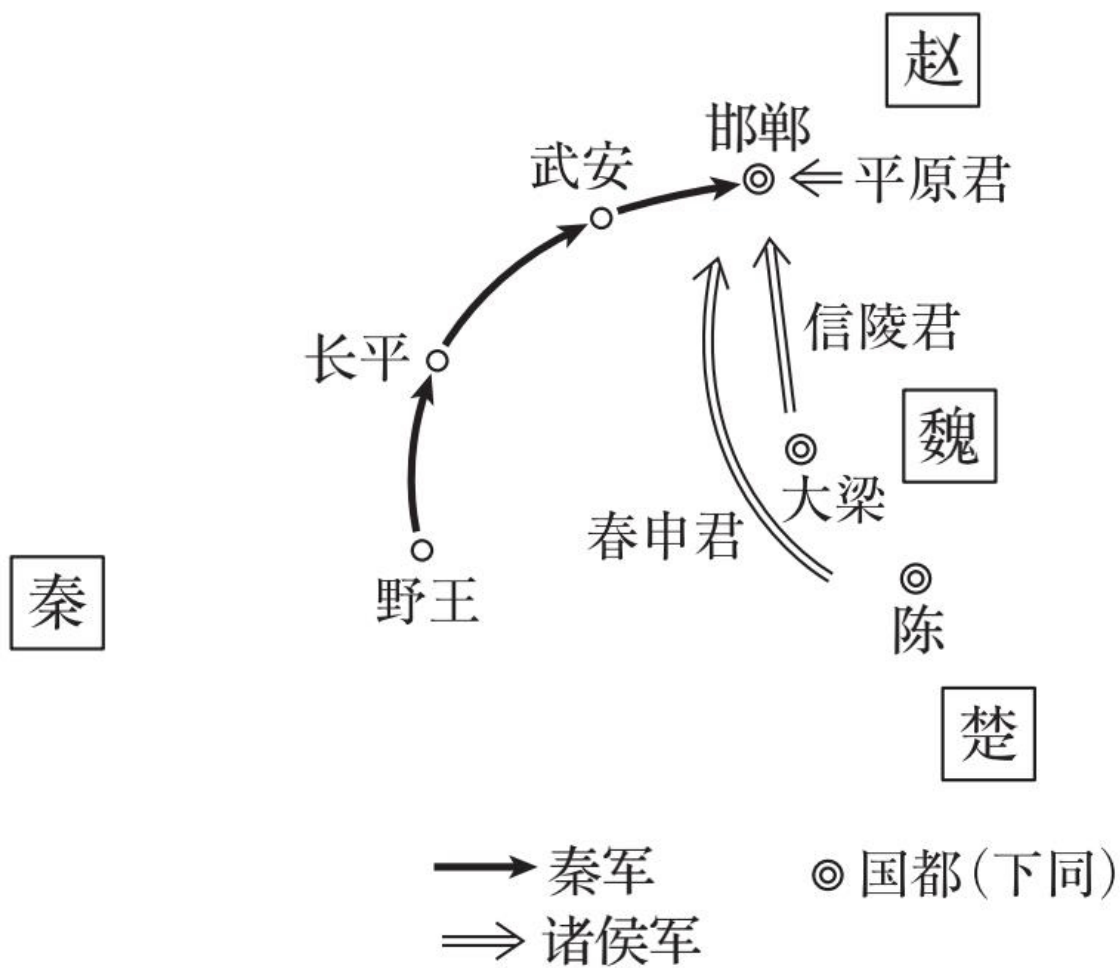 赵
邯郸
武安
平原君
信陵君
长平
魏
大梁
春申君
秦
野王
陈
楚
秦军
◎国都(下同)
诸侯军